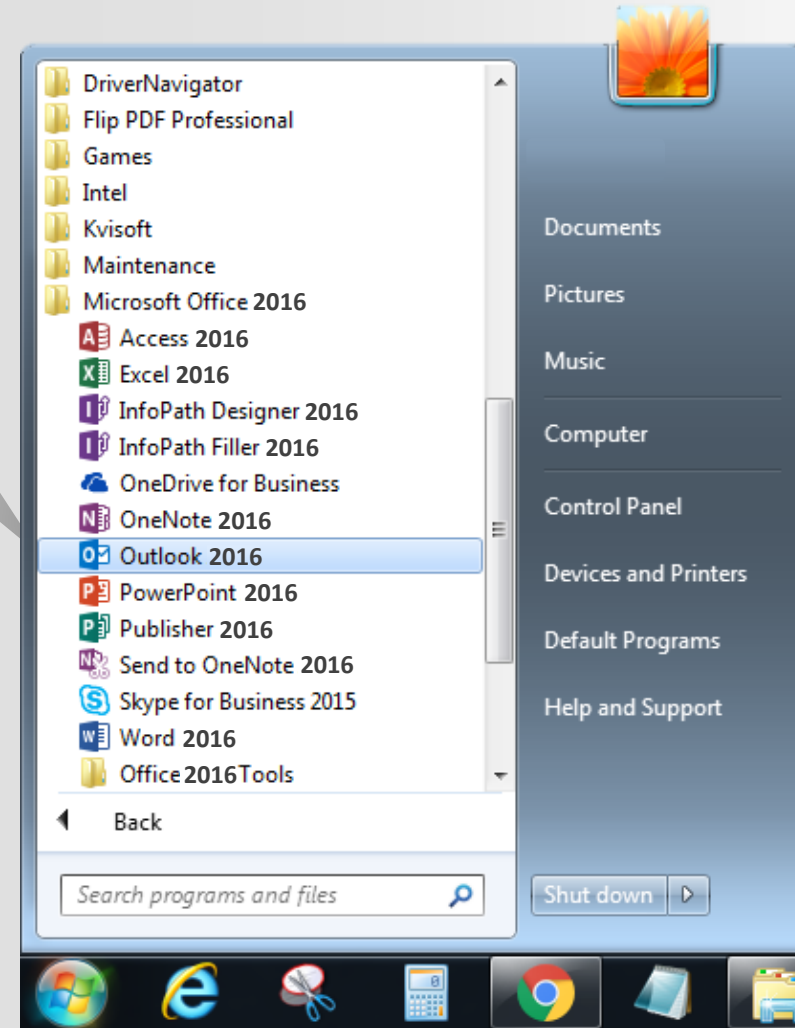 DriverNavigator
Flip PDF Professional
Games
Intel
Kvisoft
Maintenance
Microsoft Office 2016
Access 2016
Excel 2016
InfoPath Designer 2016
InfoPath Filler 2016
OneDrive for Business
OneNote 2016
Outlook 2016
PowerPoint 2016
Publisher 2016
Send to OneNote 2016
Skype for Business 2015
Word 2016
Office 2016 Tools
Back
Search programs and files
Documents
Pictures
Music
Computer
Control Panel
Devices and Printers
Default Programs
Help and Support
Shut down